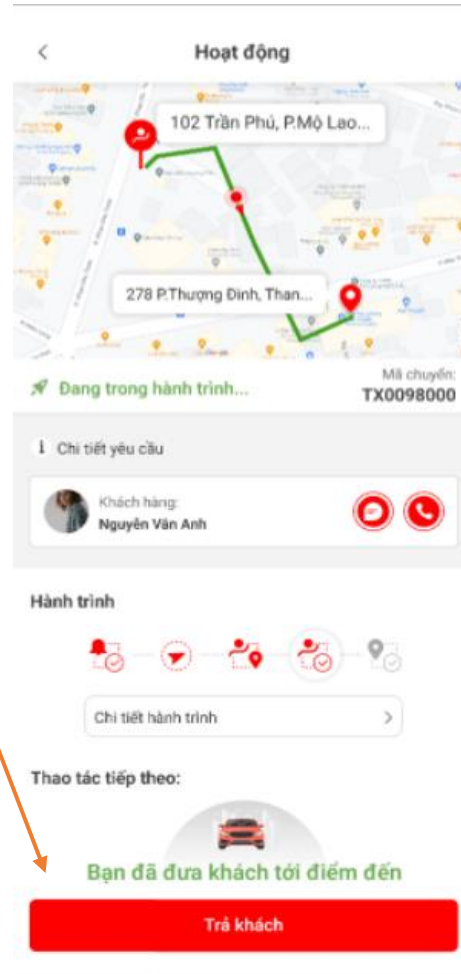 Hoạt động
102 Trần Phú, P.Mộ Lao...
278 P.Thượng Đình, Than...
Đang trong hành trình...
Mã chuyến:
TX0098000
Chi tiết yêu cầu
Khách hàng:
Nguyễn Vân Anh
Hành trình
Chi tiết hành trình
Thao tác tiếp theo:
Bạn đã đưa khách tới điểm đến
Trả khách